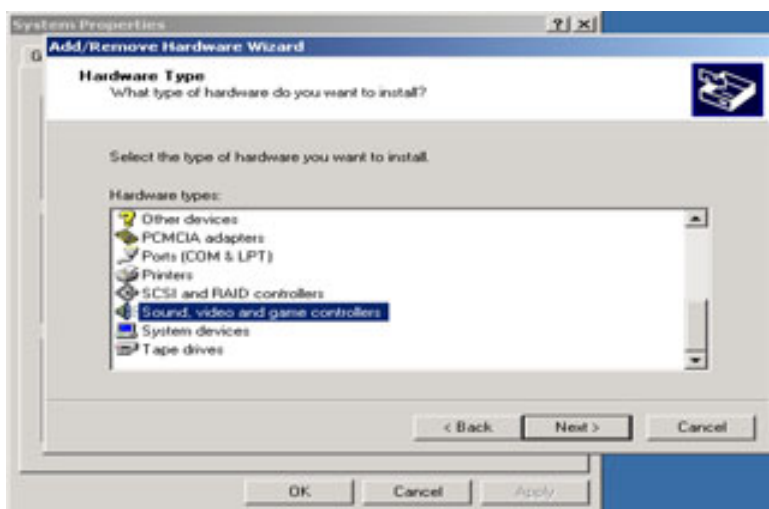 System Properties
G
Add/Remove Hardware Wizard
Hardware Type
What type of hardware do you want to install?
Select the type of hardware you want to install.
Hardware types:
Other devices
PCMCIA adapters
Ports (COM & LPT)
Printers
SCSI and RAID controllers
Sound, video and game controllers
System devices
Tape drives
< Back
Next >
Cancel
OK
Cancel
Apply